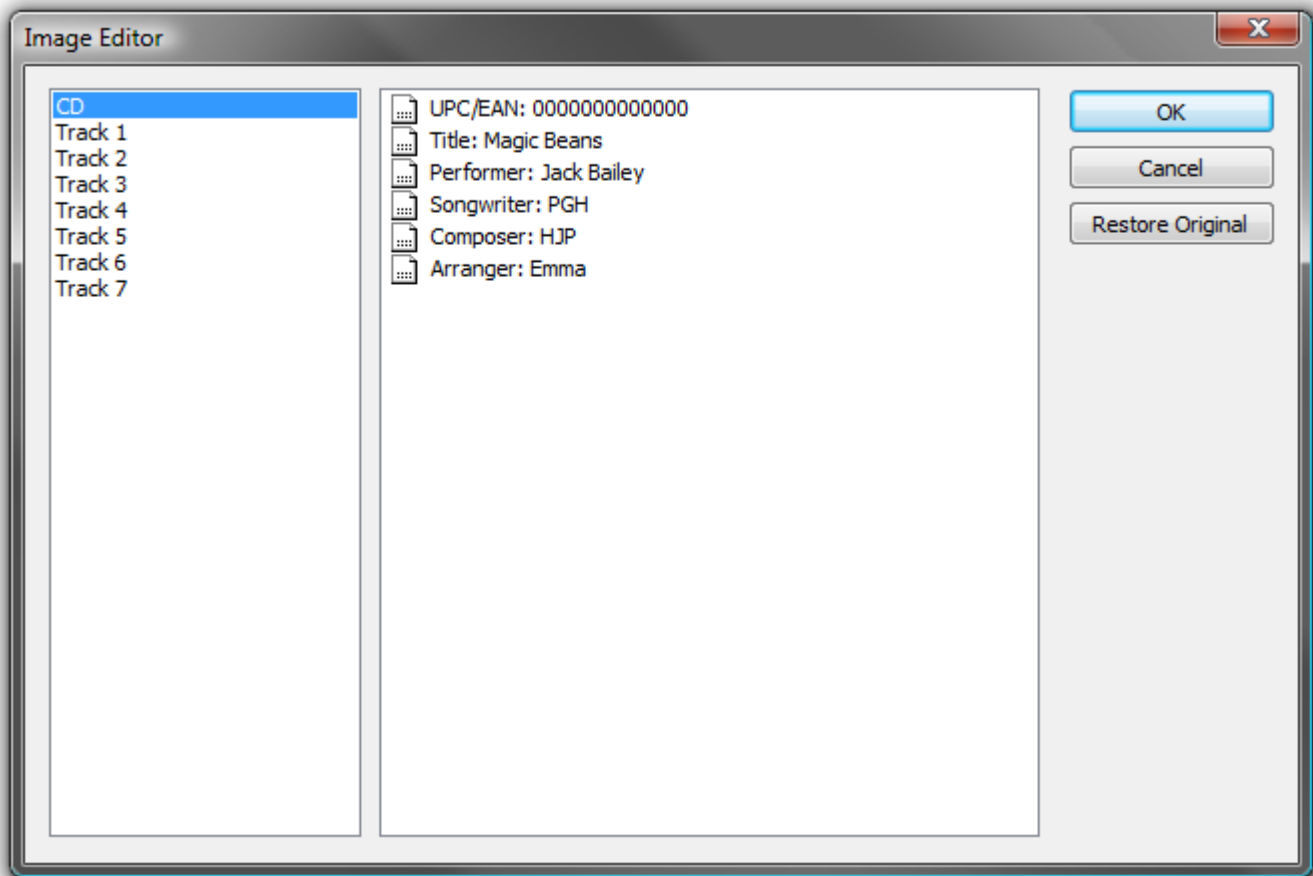 Image Editor
CD
Track 1
Track 2
Track 3
Track 4
Track 5
Track 6
Track 7
UPC/EAN: 0000000000000
Title: Magic Beans
Performer: Jack Bailey
Songwriter: PGH
Composer: HJP
Arranger: Emma
OK
Cancel
Restore Original